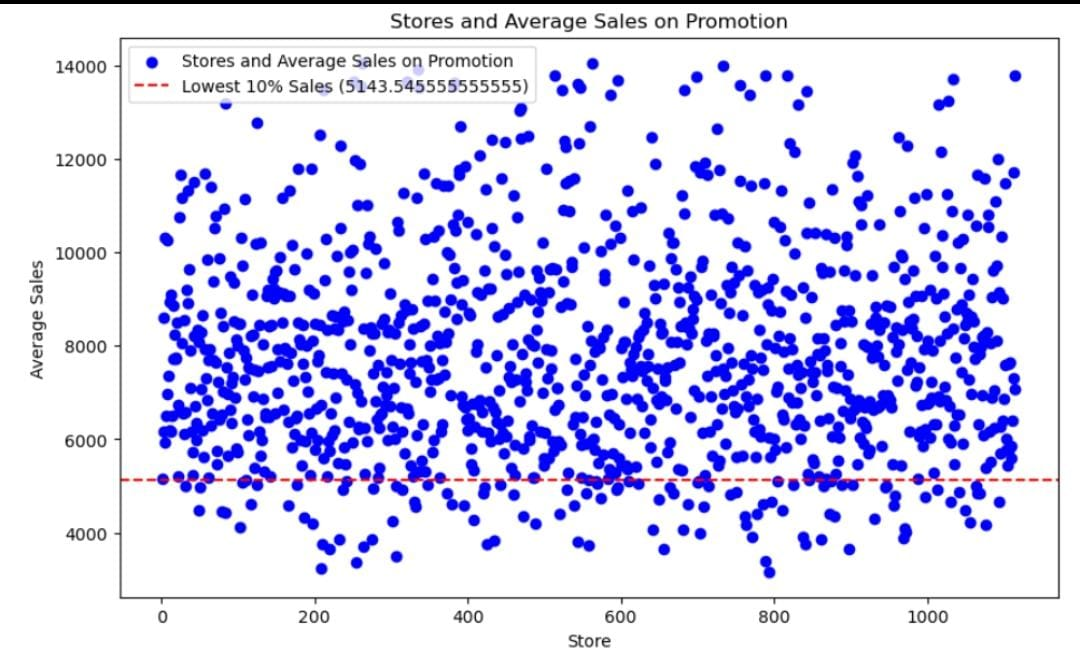 Stores and Average Sales on Promotion
Stores and Average Sales on Promotion
Lowest 10% Sales (5143.545555555555)
14000
12000
10000
8000
6000
4000
Average Sales
0 200 400 600 800 1000
Store